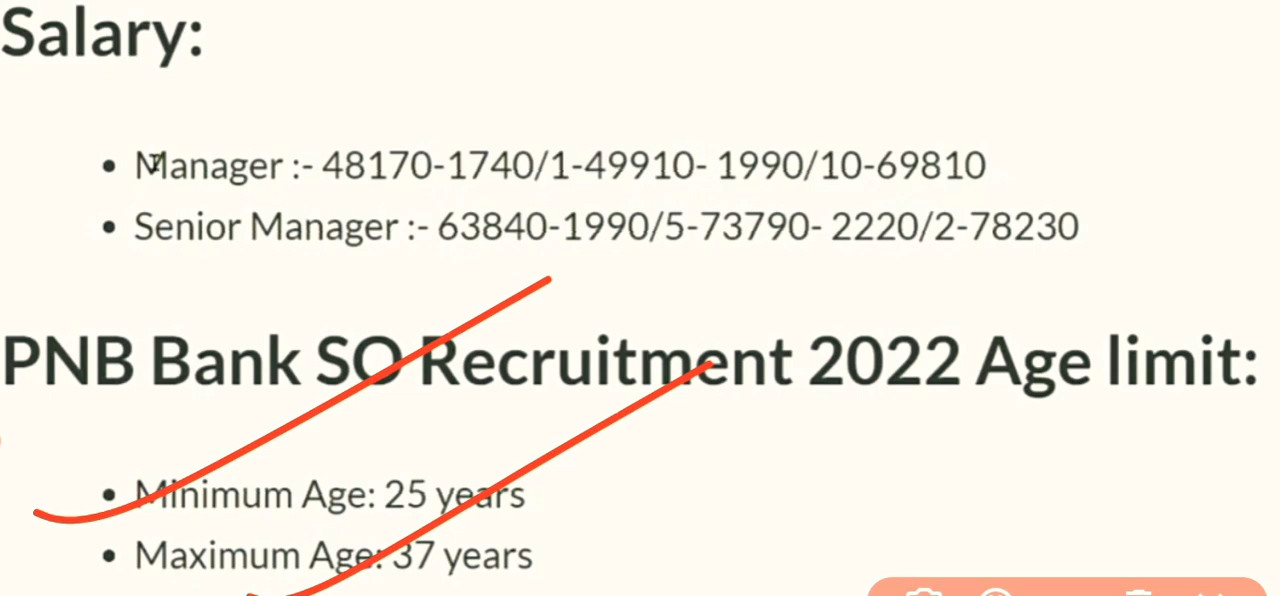 Salary:
• Manager :- 48170-1740/1-49910- 1990/10-69810
• Senior Manager :- 63840-1990/5-73790- 2220/2-78230
PNB Bank SO Recruitment 2022 Age limit:
• Minimum Age: 25 years
• Maximum Age: 37 years